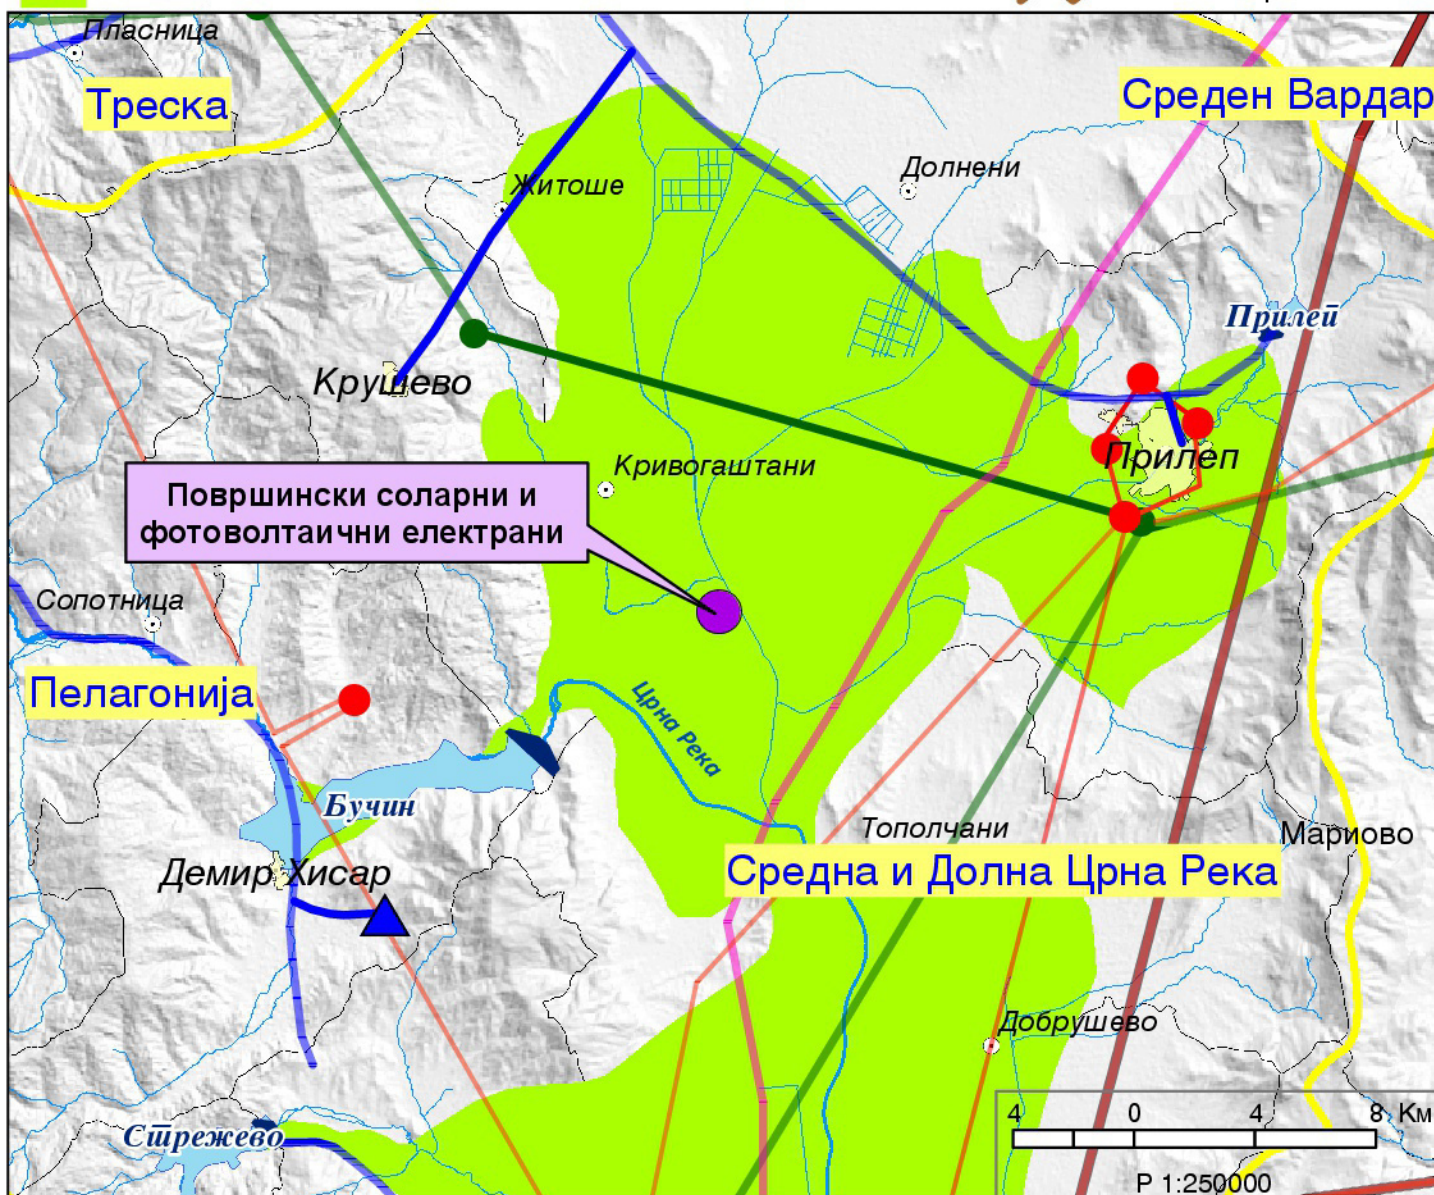 Пласница
Треска
Среден Вардар
Долнени
Житоше
Прилеп
Крушево
Прилеп
Кривогаштани
Површински соларни и
фотоволтаични електрани
Сопотница
Пелагонија
Црна Река
Бучин
Тополчани
Мариово
Демир Хисар
Средна и Долна Црна Река
Добрушево
4 0 4 8 Км
Стрежево
Р 1:250000